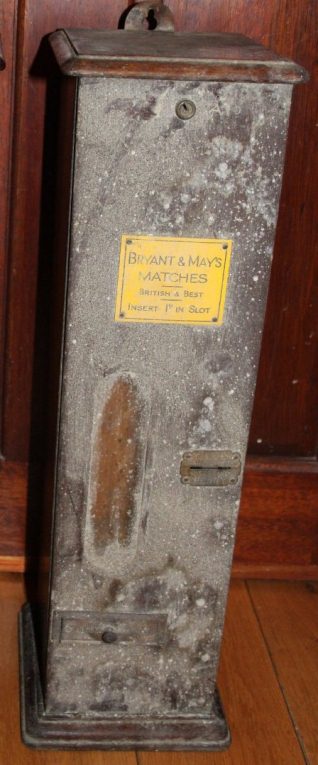 BRYANT & MAY'S
MATCHES
BRITISH & BEST
INSERT 1ᴰ IN SLOT